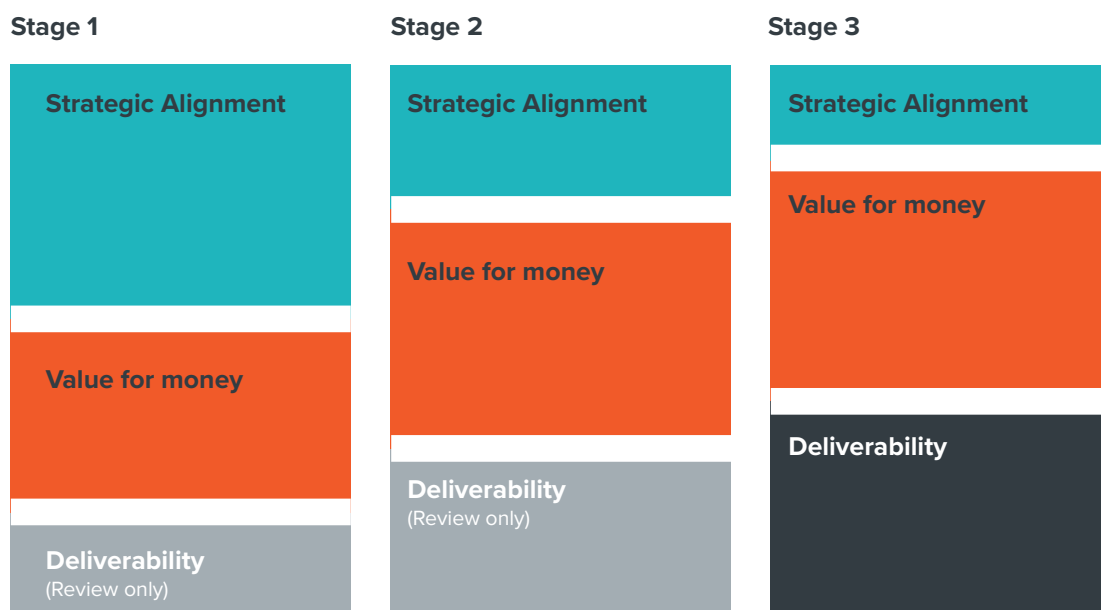 Stage 1
Strategic Alignment
Value for money
Deliverability
(Review only)
Stage 2
Strategic Alignment
Value for money
Deliverability
(Review only)
Stage 3
Strategic Alignment
Value for money
Deliverability